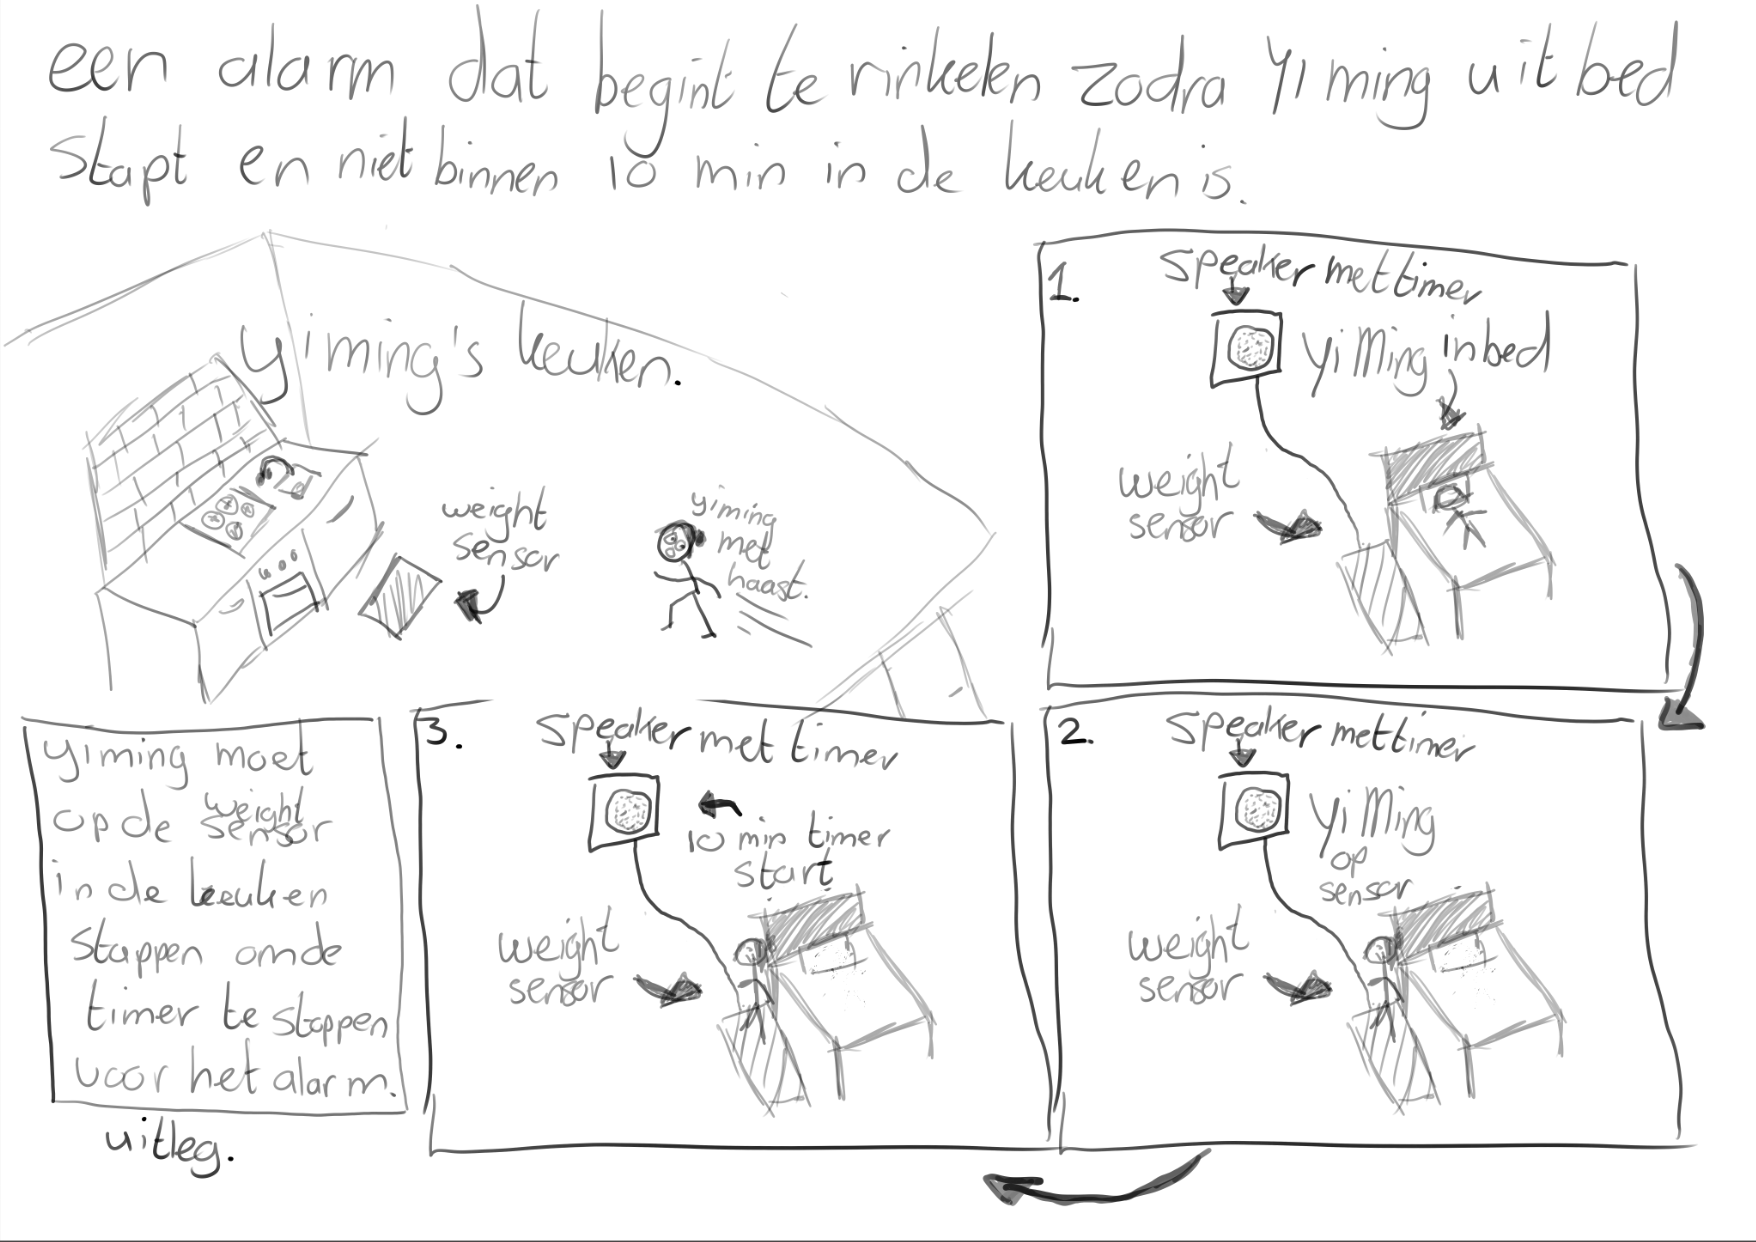 een alarm dat begint te rinkelen zodra Yi ming uit bed
stapt en niet binnen 10 min in de keuken is.
Yiming's keuken.
weight
sensor
yiming
met
haast.
1.
speaker met timer
Yi Ming in bed
weight
sensor
2.
speaker met timer
Yi Ming
op
sensor
weight
sensor
3.
speaker met timer
10 min timer
start
weight
sensor
Yiming moet
op de weight
sensor
in de keuken
stappen om de
timer te stoppen
voor het alarm.
uitleg.